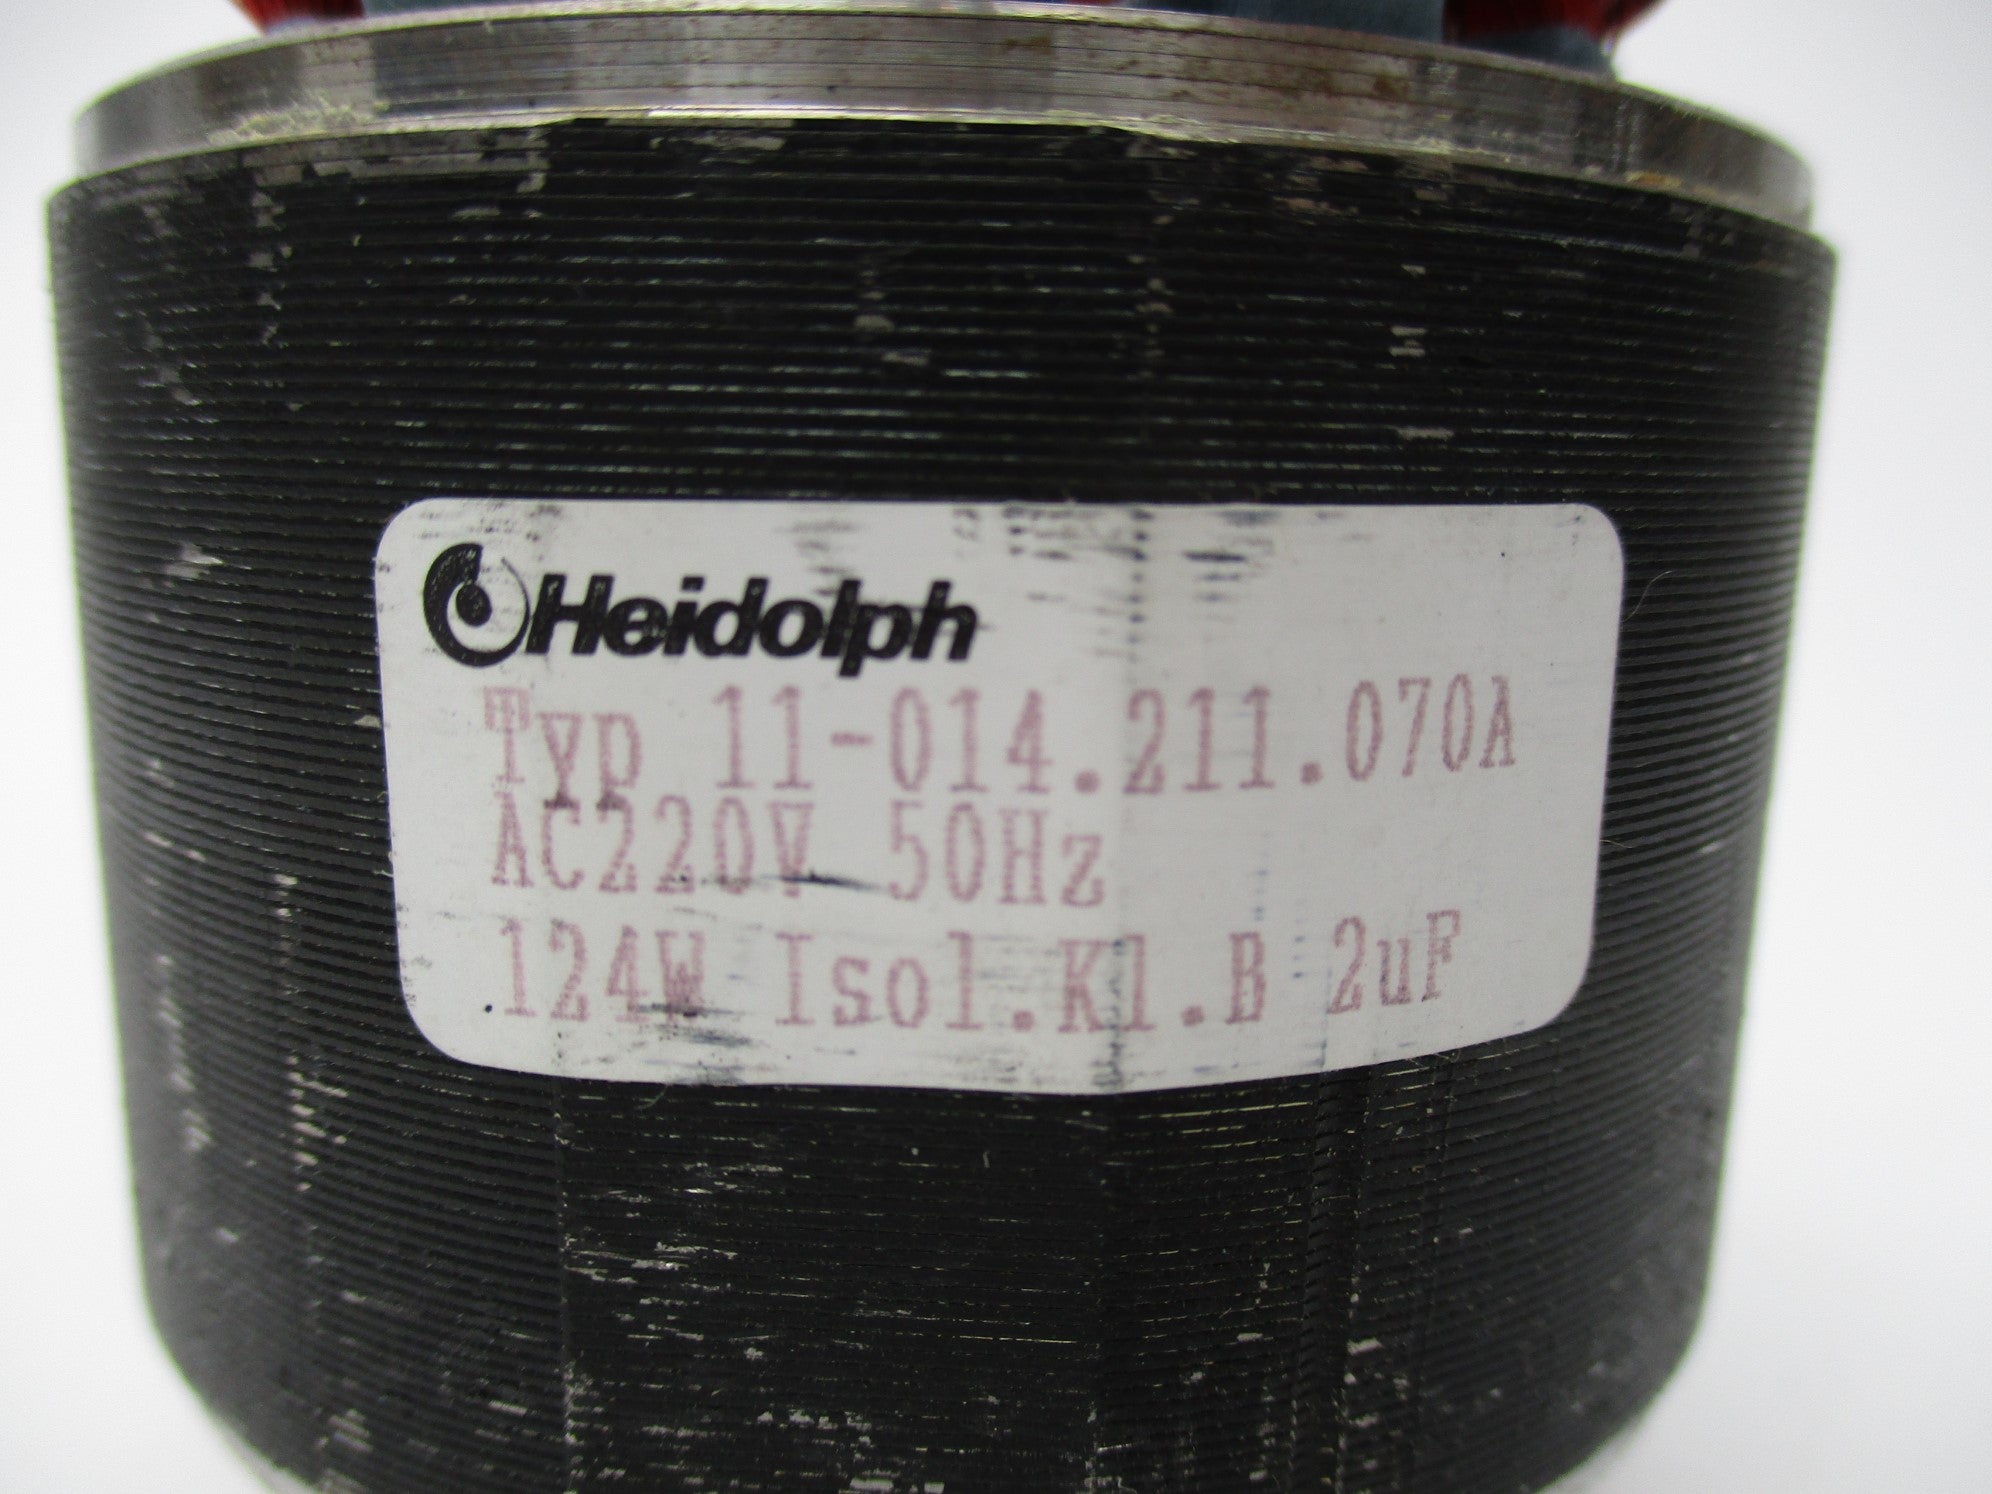 Heidolph
Typ 11-014.211.070A
AC220V 50Hz
124W Isol.Kl.B 2uF